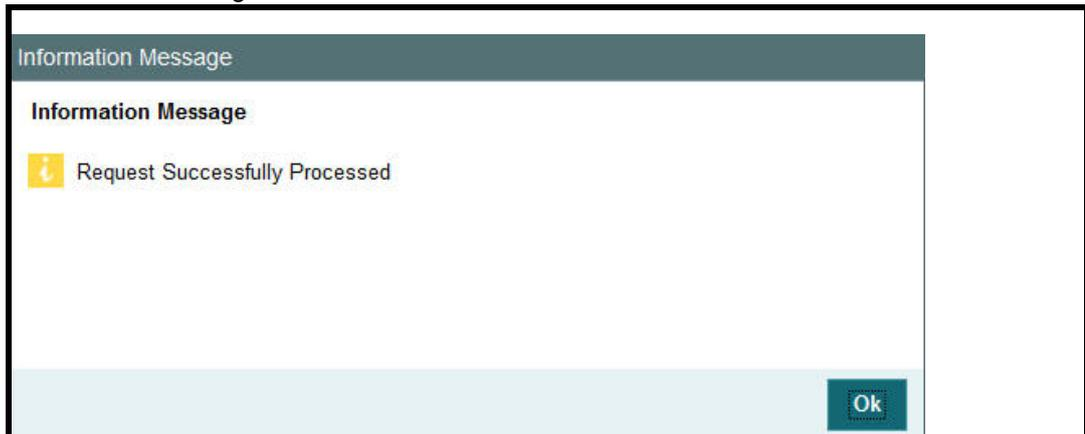 Information Message
Information Message
i Request Successfully Processed
Ok